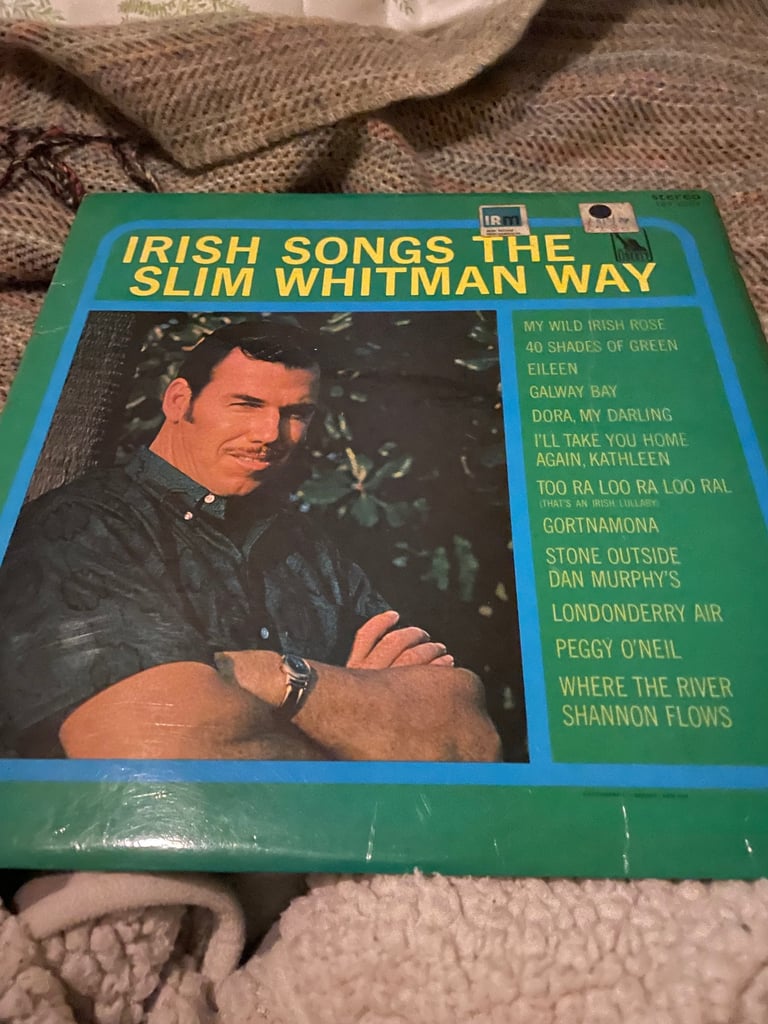 stereo
IRm
IRISH SONGS THE
SLIM WHITMAN WAY
MY WILD IRISH ROSE
40 SHADES OF GREEN
EILEEN
GALWAY BAY
DORA, MY DARLING
I'LL TAKE YOU HOME
AGAIN, KATHLEEN
TOO RA LOO RA LOO RAL
(THAT'S AN IRISH LULLABY)
GORTNAMONA
STONE OUTSIDE
DAN MURPHY'S
LONDONDERRY AIR
PEGGY O'NEIL
WHERE THE RIVER
SHANNON FLOWS